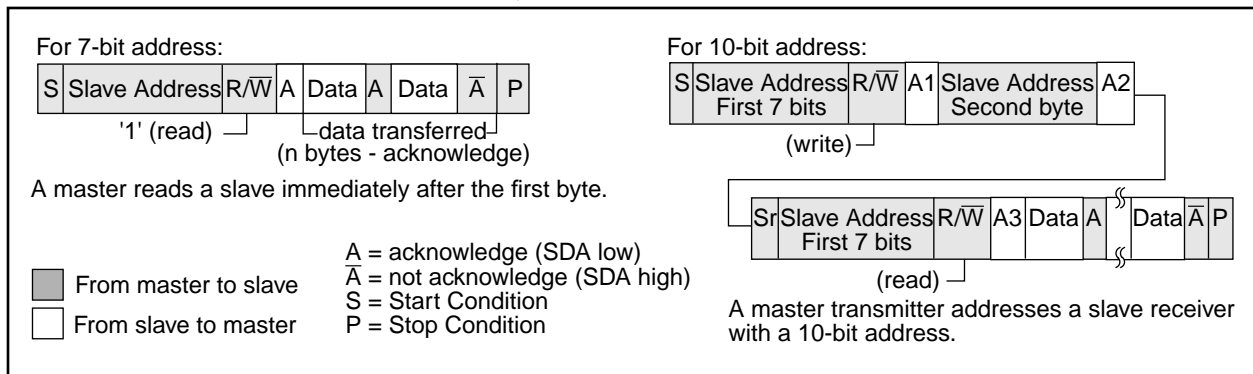 For 7-bit address:
S Slave Address R/W̅ A Data A Data A̅ P
'1' (read) data transferred
(n bytes - acknowledge)
A master reads a slave immediately after the first byte.
From master to slave
From slave to master
A = acknowledge (SDA low)
A̅ = not acknowledge (SDA high)
S = Start Condition
P = Stop Condition
For 10-bit address:
S Slave Address First 7 bits R/W̅ A1 Slave Address Second byte A2
(write)
Sr Slave Address First 7 bits R/W̅ A3 Data A Data A̅ P
(read)
A master transmitter addresses a slave receiver
with a 10-bit address.